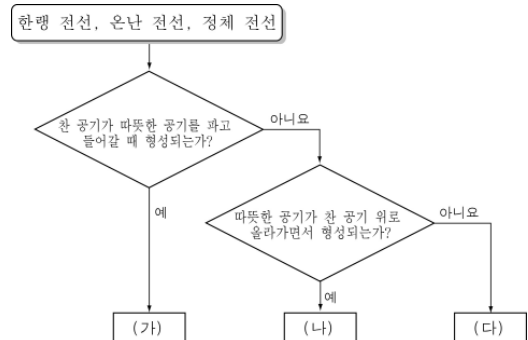 한랭 전선, 온난 전선, 정체 전선
찬 공기가 따뜻한 공기를 파고
들어갈 때 형성되는가?
아니요
예
따뜻한 공기가 찬 공기 위로
올라가면서 형성되는가?
아니요
예
(가)
(나)
(다)